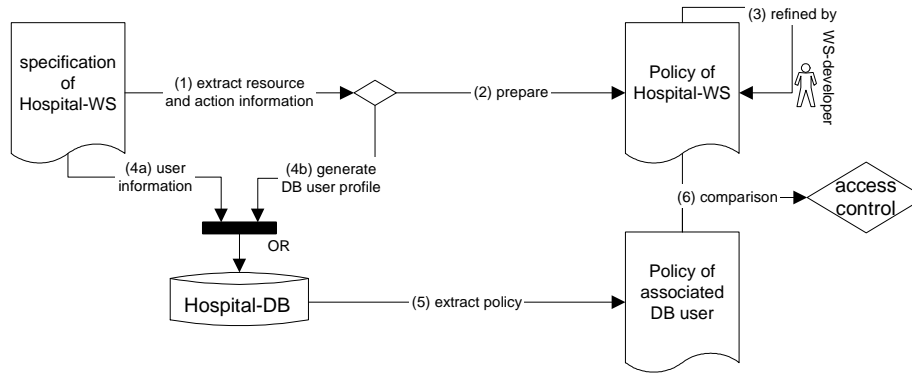 specification
of
Hospital-WS
(1) extract resource
and action information
(2) prepare
Policy of
Hospital-WS
(3) refined by
WS-developer
(4a) user
information
(4b) generate
DB user profile
OR
(6) comparison
access
control
Hospital-DB
(5) extract policy
Policy of
associated
DB user